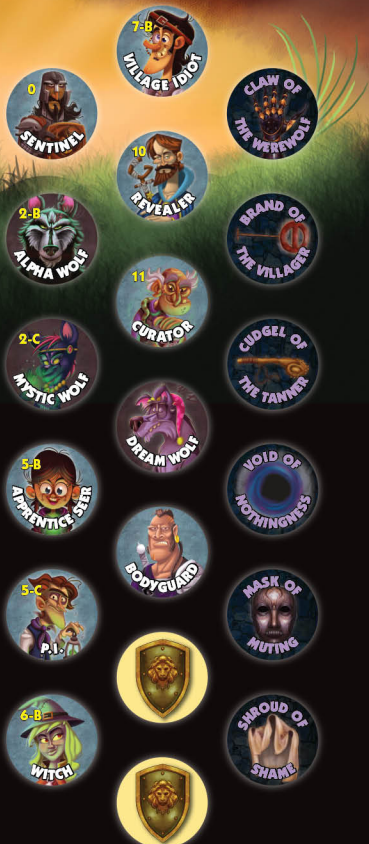 7-B
VILLAGE IDIOT
0
SENTINEL
CLAW OF
THE WEREWOLF
10
REVEALER
2-B
ALPHA WOLF
BRAND OF
THE VILLAGER
11
CURATOR
2-C
MYSTIC WOLF
CUDGEL OF
THE TANNER
DREAM WOLF
5-B
APPRENTICE SEER
VOID OF
NOTHINGNESS
BODYGUARD
5-C
P.I.
MASK OF
MUTING
6-B
WITCH
SHROUD OF
SHAME